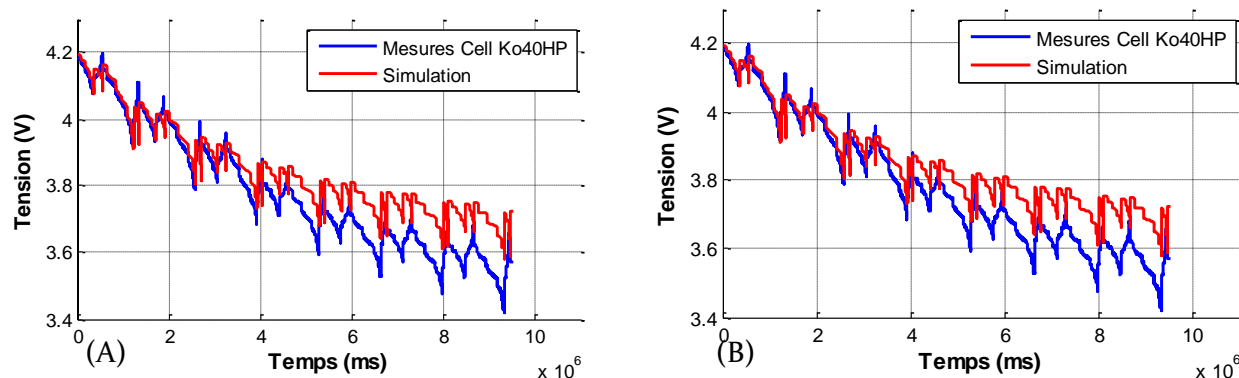 4.2
4
3.8
3.6
3.4
Tension (V)
Mesures Cell Ko40HP
Simulation
0 2 4 6 8 10
Temps (ms)
x 10^6
(A)
4.2
4
3.8
3.6
3.4
Tension (V)
Mesures Cell Ko40HP
Simulation
0 2 4 6 8 10
Temps (ms)
x 10^6
(B)